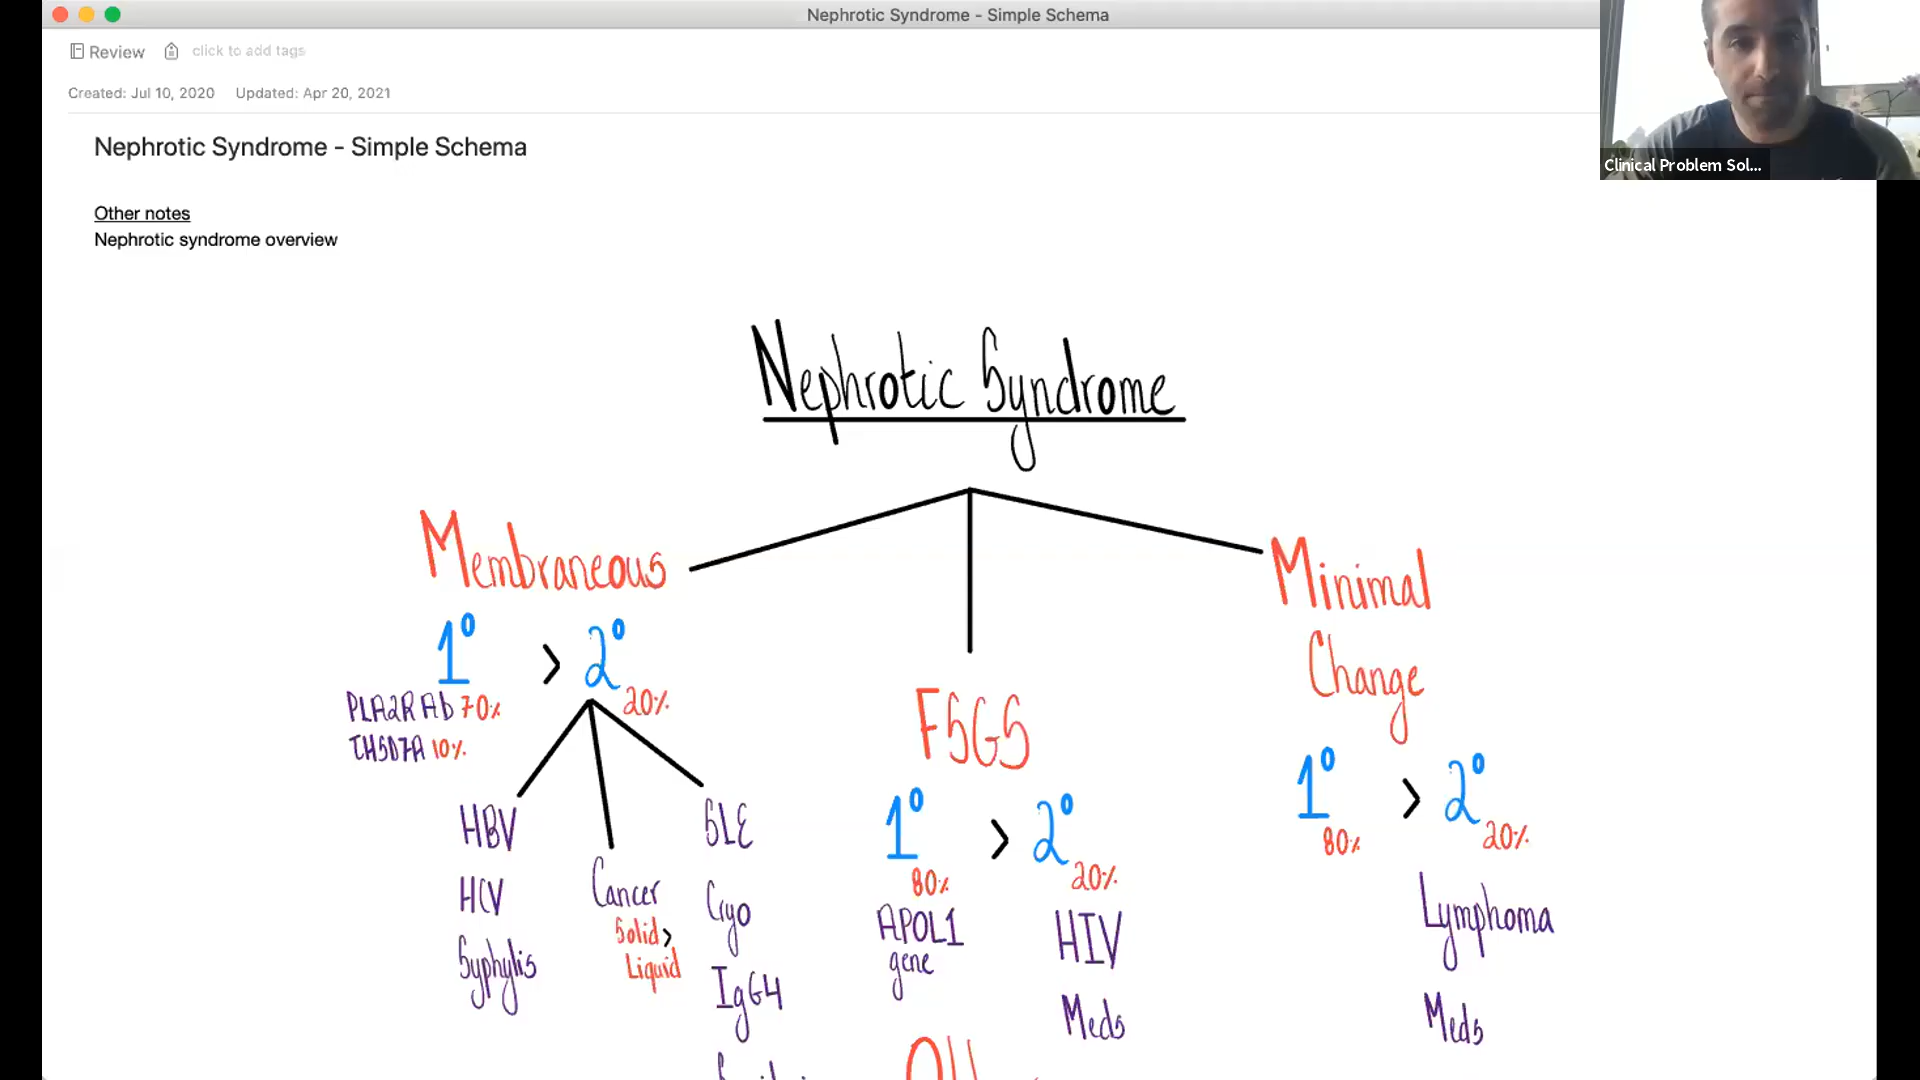 Nephrotic Syndrome - Simple Schema
Review click to add tags
Created: Jul 10, 2020 Updated: Apr 20, 2021
Nephrotic Syndrome - Simple Schema
Other notes
Nephrotic syndrome overview
Clinical Problem Sol...
Nephrotic Syndrome
Membraneous
1° > 2°
20%
PLA2R Ab 70%
THSD7A 10%
HBV
HCV
Syphylis
Cancer
Solid >
Liquid
SLE
Cryo
IgG4
FSGS
1° > 2°
80% 20%
APOL1
gene
HIV
Meds
Minimal
Change
1° > 2°
80% 20%
Lymphoma
Meds